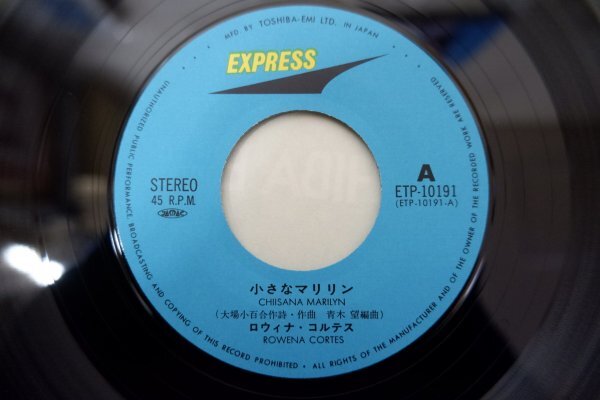 MFD. BY TOSHIBA-EMI LTD. IN JAPAN
EXPRESS
STEREO
45 R.P.M.
A
ETP-10191
(ETP-10191-A)
小さなマリリン
CHIISANA MARILYN
(大場小百合作詩・作曲 青木 望編曲)
ロウィナ・コルテス
ROWENA CORTES
UNAUTHORIZED PUBLIC PERFORMANCE, BROADCASTING AND COPYING OF THIS RECORD PROHIBITED • ALL RIGHTS OF THE MANUFACTURER AND OF THE OWNER OF THE RECORDED WORK ARE RESERVED